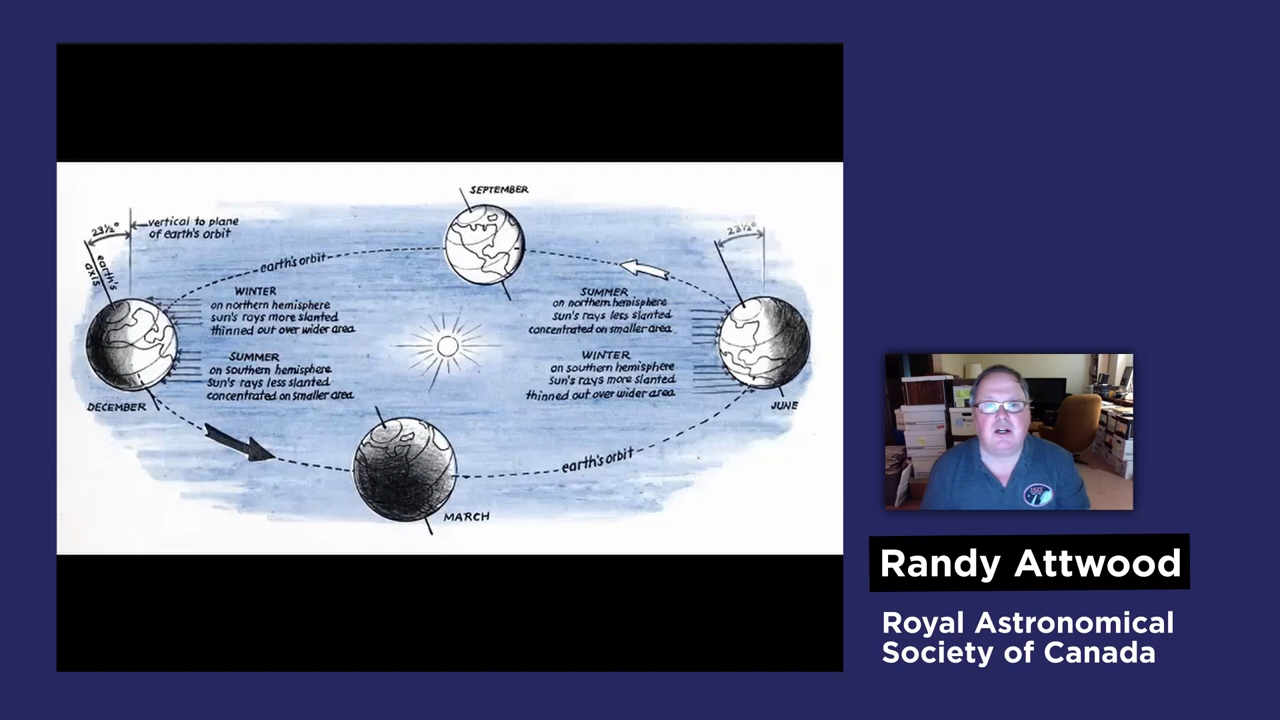 SEPTEMBER
23½°
vertical to plane
of earth's orbit
earth's
axis
earth's orbit
WINTER
on northern hemisphere
sun's rays more slanted
thinned out over wider area
SUMMER
on southern hemisphere
sun's rays less slanted
concentrated on smaller area
DECEMBER
23½°
SUMMER
on northern hemisphere
sun's rays less slanted
concentrated on smaller area
WINTER
on southern hemisphere
sun's rays more slanted
thinned out over wider area
JUNE
earth's orbit
MARCH
Randy Attwood
Royal Astronomical
Society of Canada